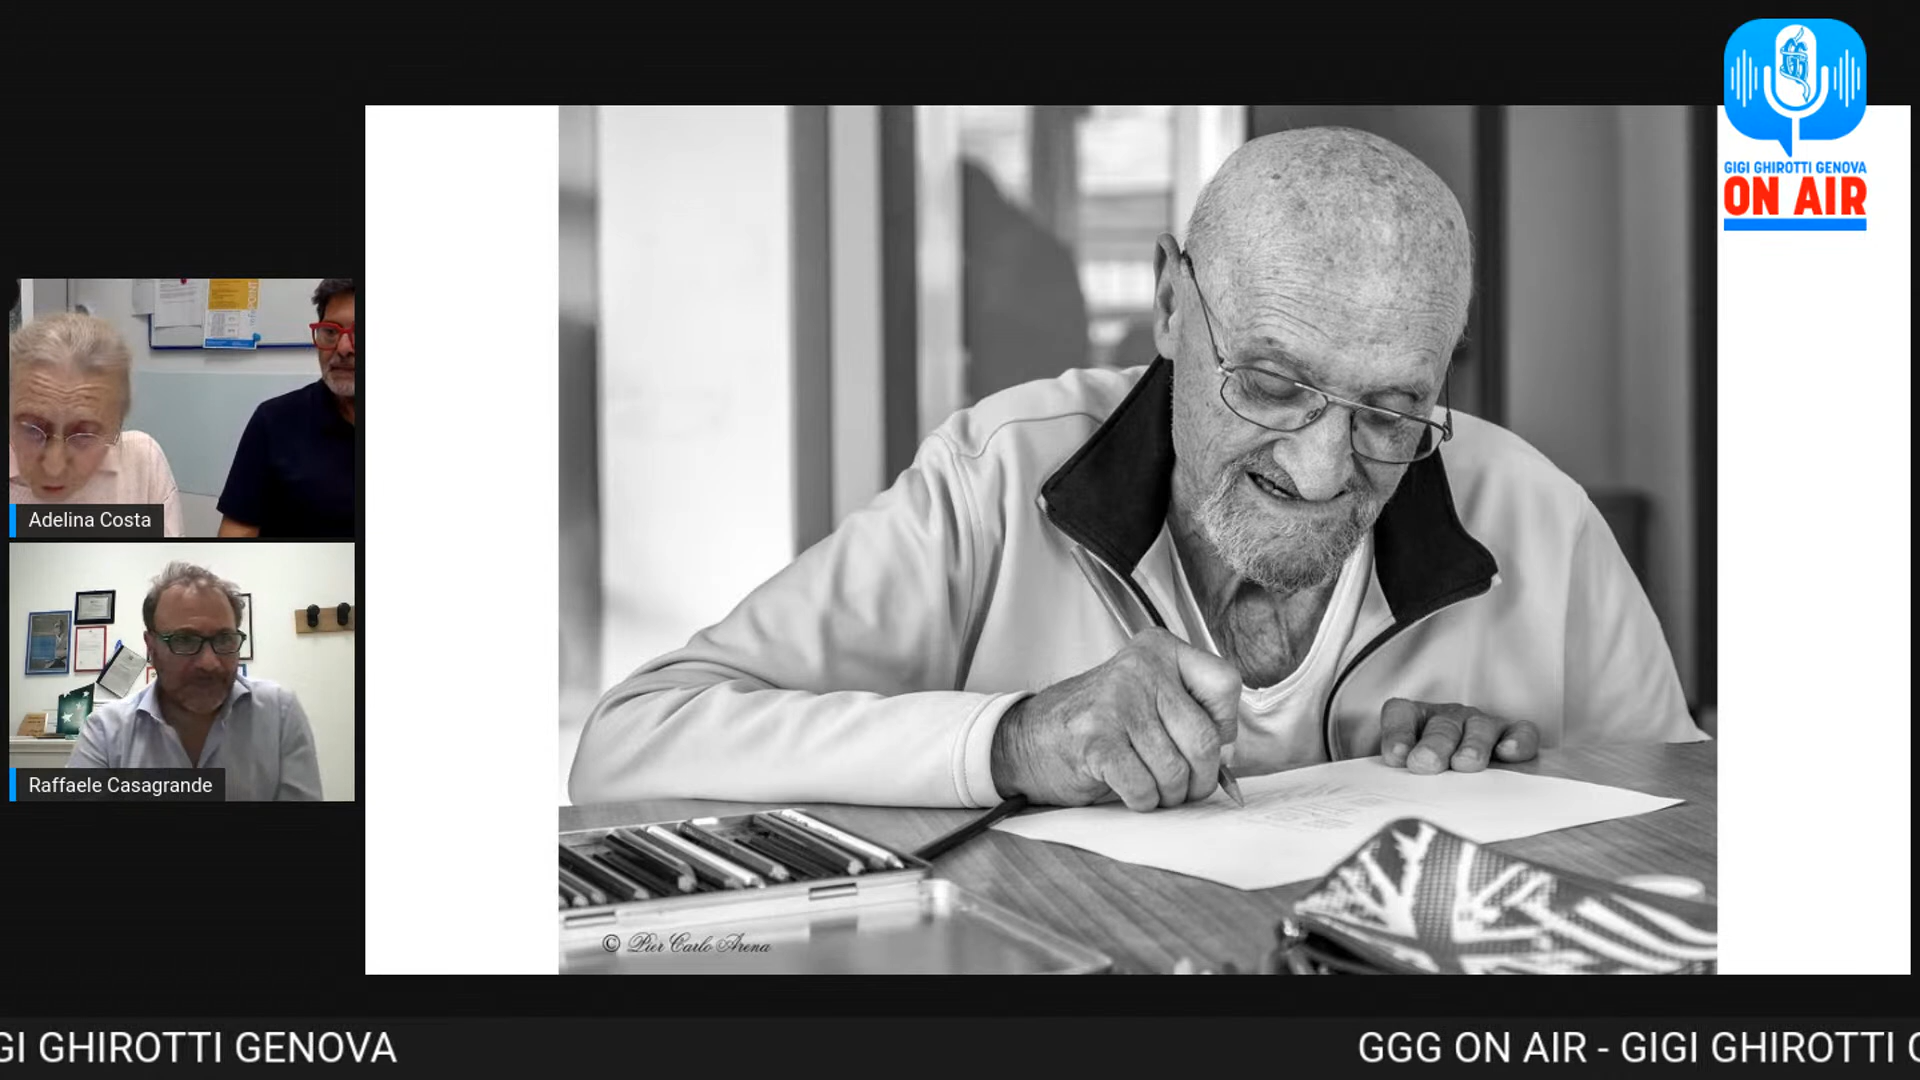 GIGI GHIROTTI GENOVA
ON AIR
Adelina Costa
Raffaele Casagrande
© Pier Carlo Arena
GI GHIROTTI GENOVA
GGG ON AIR - GIGI GHIROTTI